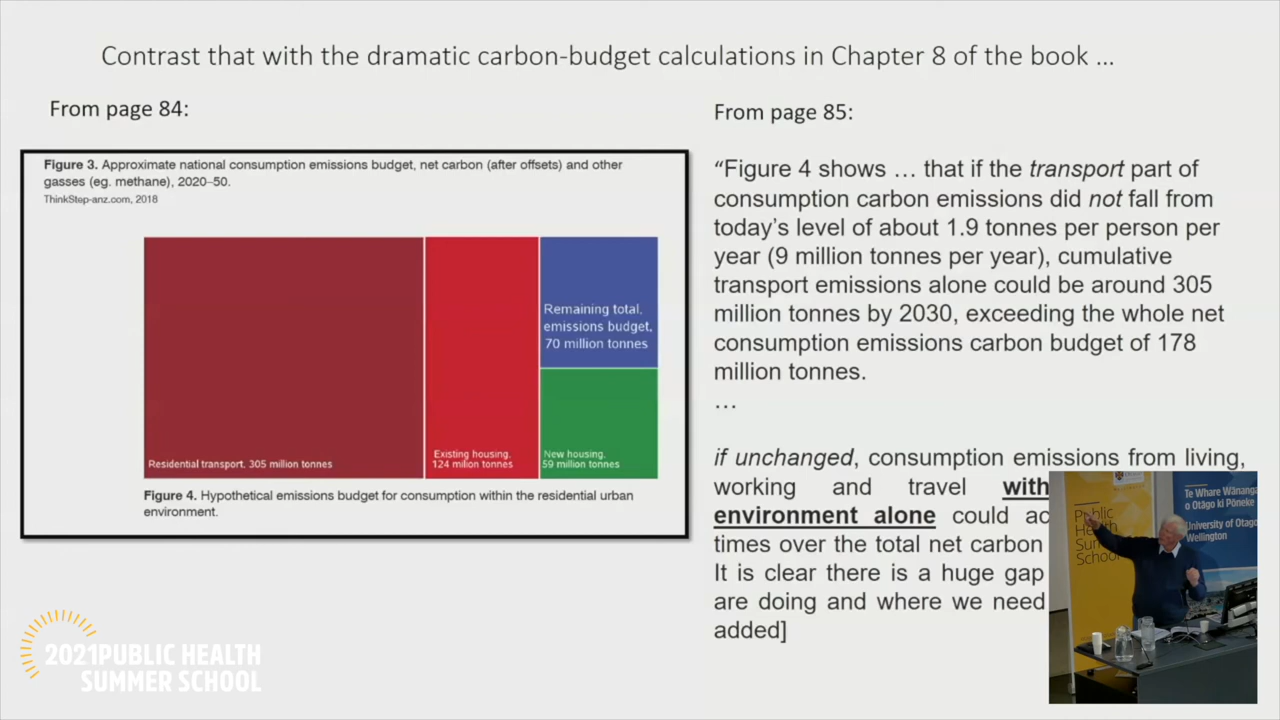 Contrast that with the dramatic carbon-budget calculations in Chapter 8 of the book ...
From page 84:
Figure 3. Approximate national consumption emissions budget, net carbon (after offsets) and other
gasses (eg. methane), 2020–50.
ThinkStep-anz.com, 2018
Residential transport. 305 million tonnes
Existing housing.
124 milion tonnes
Remaining total.
emissions budget.
70 million tonnes
New housing.
59 million tonnes
Figure 4. Hypothetical emissions budget for consumption within the residential urban
environment.
From page 85:
“Figure 4 shows … that if the transport part of
consumption carbon emissions did not fall from
today’s level of about 1.9 tonnes per person per
year (9 million tonnes per year), cumulative
transport emissions alone could be around 305
million tonnes by 2030, exceeding the whole net
consumption emissions carbon budget of 178
million tonnes.
…
if unchanged, consumption emissions from living,
working and travel with
environment alone could ac
times over the total net carbon
It is clear there is a huge gap
are doing and where we need
added]
2021 PUBLIC HEALTH
SUMMER SCHOOL
Public
Health
Sum
School
Te Whare Wānanga
o Otāgo ki Pōneke
University of Otago
Wellington